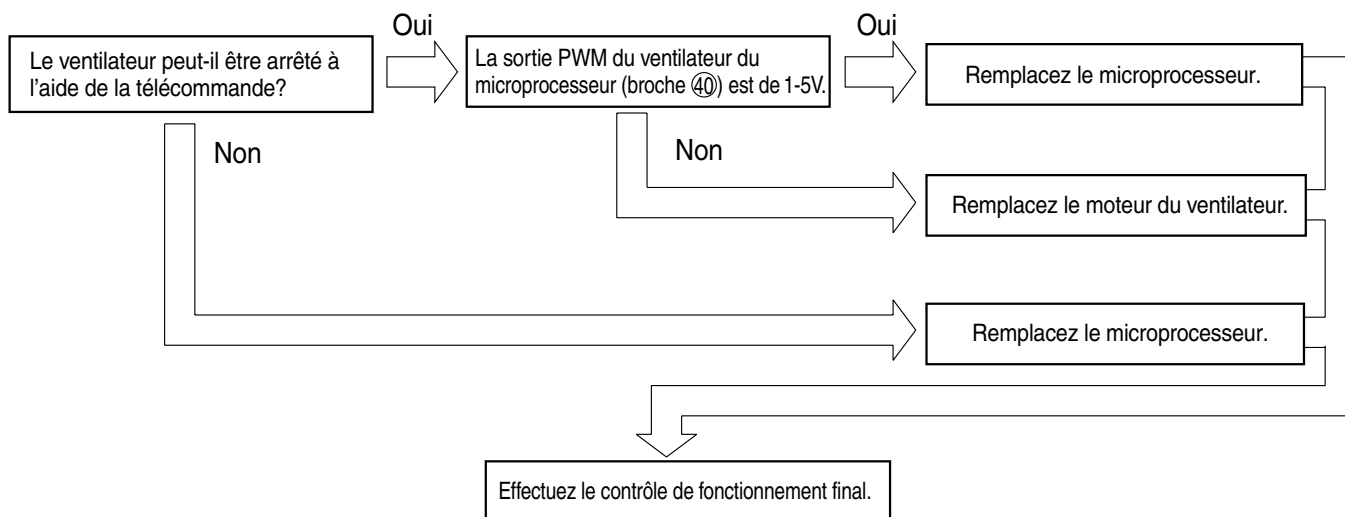 Oui
Oui
Le ventilateur peut-il être arrêté à
l'aide de la télécommande?
La sortie PWM du ventilateur du
microprocesseur (broche ㊵) est de 1-5V.
Remplacez le microprocesseur.
Non
Non
Remplacez le moteur du ventilateur.
Remplacez le microprocesseur.
Effectuez le contrôle de fonctionnement final.